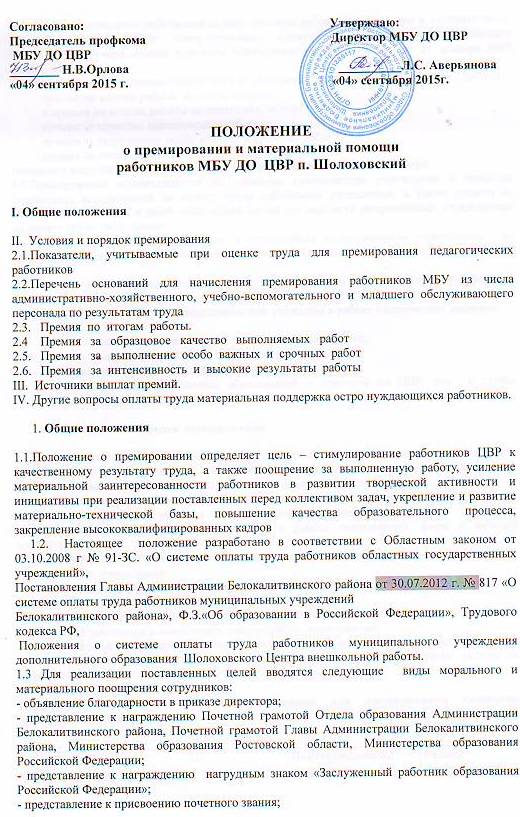 Согласовано: Утверждаю:
Председатель профкома Директор МБУ ДО ЦВР
МБУ ДО ЦВР
Н.В.Орлова Л.С. Аверьянова
«04» сентября 2015 г. «04» сентября 2015г.
ПОЛОЖЕНИЕ
о премировании и материальной помощи
работников МБУ ДО ЦВР п. Шолоховский
I. Общие положения
II. Условия и порядок премирования
2.1.Показатели, учитываемые при оценке труда для премирования педагогических
работников
2.2.Перечень оснований для начисления премирования работников МБУ из числа
административно-хозяйственного, учебно-вспомогательного и младшего обслуживающего
персонала по результатам труда
2.3. Премия по итогам работы.
2.4 Премия за образцовое качество выполняемых работ
2.5. Премия за выполнение особо важных и срочных работ
2.6. Премия за интенсивность и высокие результаты работы
III. Источники выплат премий.
IV. Другие вопросы оплаты труда материальная поддержка остро нуждающихся работников.
1. Общие положения
1.1.Положение о премировании определяет цель – стимулирование работников ЦВР к
качественному результату труда, а также поощрение за выполненную работу, усиление
материальной заинтересованности работников в развитии творческой активности и
инициативы при реализации поставленных перед коллективом задач, укрепление и развитие
материально-технической базы, повышение качества образовательного процесса,
закрепление высококвалифицированных кадров
1.2. Настоящее положение разработано в соответствии с Областным законом от
03.10.2008 г № 91-ЗС. «О системе оплаты труда работников областных государственных
учреждений»,
Постановления Главы Администрации Белокалитвинского района от 30.07.2012 г. № 817 «О
системе оплаты труда работников муниципальных учреждений
Белокалитвинского района», Ф.З.«Об образовании в Российской Федерации», Трудового
кодекса РФ,
Положения о системе оплаты труда работников муниципального учреждения
дополнительного образования Шолоховского Центра внешкольной работы.
1.3 Для реализации поставленных целей вводятся следующие виды морального и
материального поощрения сотрудников:
- объявление благодарности в приказе директора;
- представление к награждению Почетной грамотой Отдела образования Администрации
Белокалитвинского района, Почетной грамотой Главы Администрации Белокалитвинского
района, Министерства образования Ростовской области, Министерства образования
Российской Федерации;
- представление к награждению нагрудным знаком «Заслуженный работник образования
Российской Федерации»;
- представление к присвоению почетного звания;